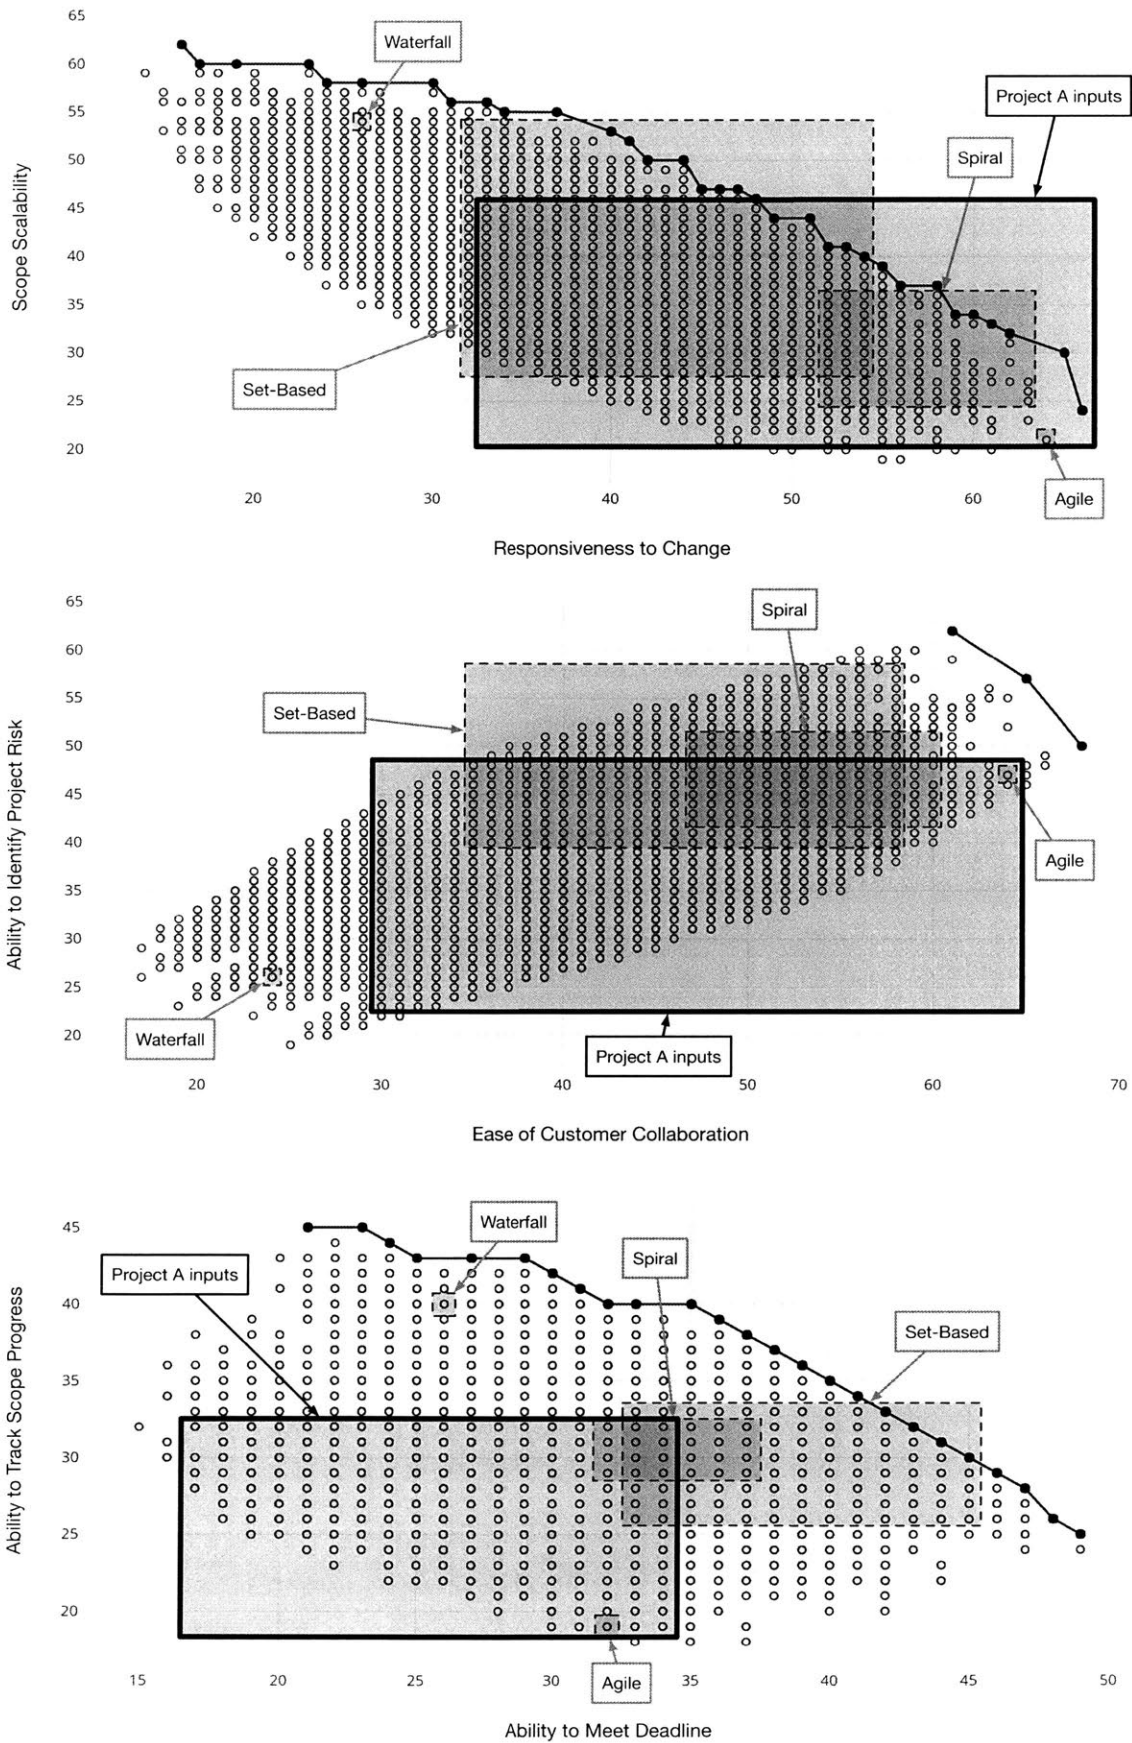 65
Waterfall
60
Project A inputs
55
Spiral
50
Scope Scalability
45
40
35
30
Set-Based
25
20
Agile
20 30 40 50 60
Responsiveness to Change
65
Spiral
60
55
Set-Based
50
Ability to Identify Project Risk
45
Agile
40
35
30
25
Waterfall
20
Project A inputs
20 30 40 50 60 70
Ease of Customer Collaboration
45
Waterfall
Project A inputs
Spiral
40
Set-Based
Ability to Track Scope Progress
35
30
25
20
Agile
15 20 25 30 35 40 45 50
Ability to Meet Deadline